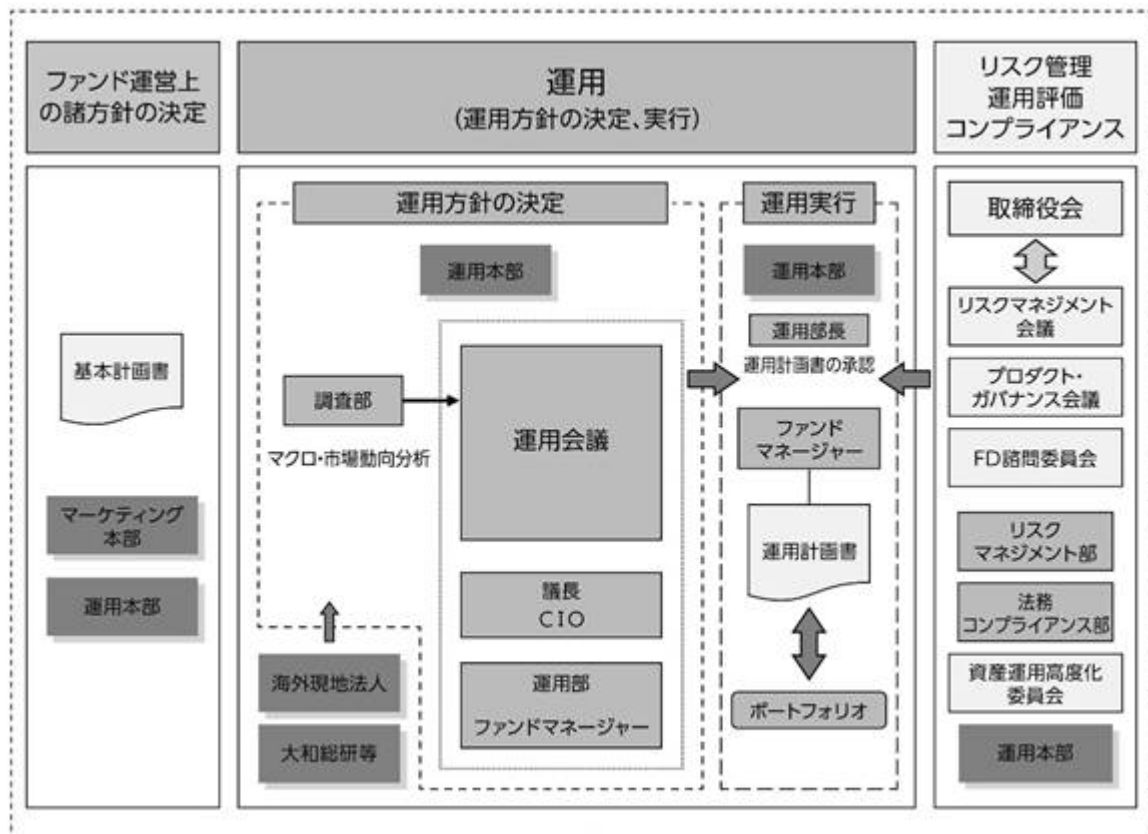 ファンド運営上
の諸方針の決定
運用
(運用方針の決定、実行)
リスク管理
運用評価
コンプライアンス
基本計画書
マーケティング
本部
運用本部
運用方針の決定
運用本部
調査部
マクロ・市場動向分析
運用会議
議長
CIO
運用部
ファンドマネージャー
海外現地法人
大和総研等
運用実行
運用本部
運用部長
運用計画書の承認
ファンド
マネージャー
運用計画書
ポートフォリオ
取締役会
リスクマネジメント
会議
プロダクト・
ガバナンス会議
FD諮問委員会
リスク
マネジメント部
法務
コンプライアンス部
資産運用高度化
委員会
運用本部